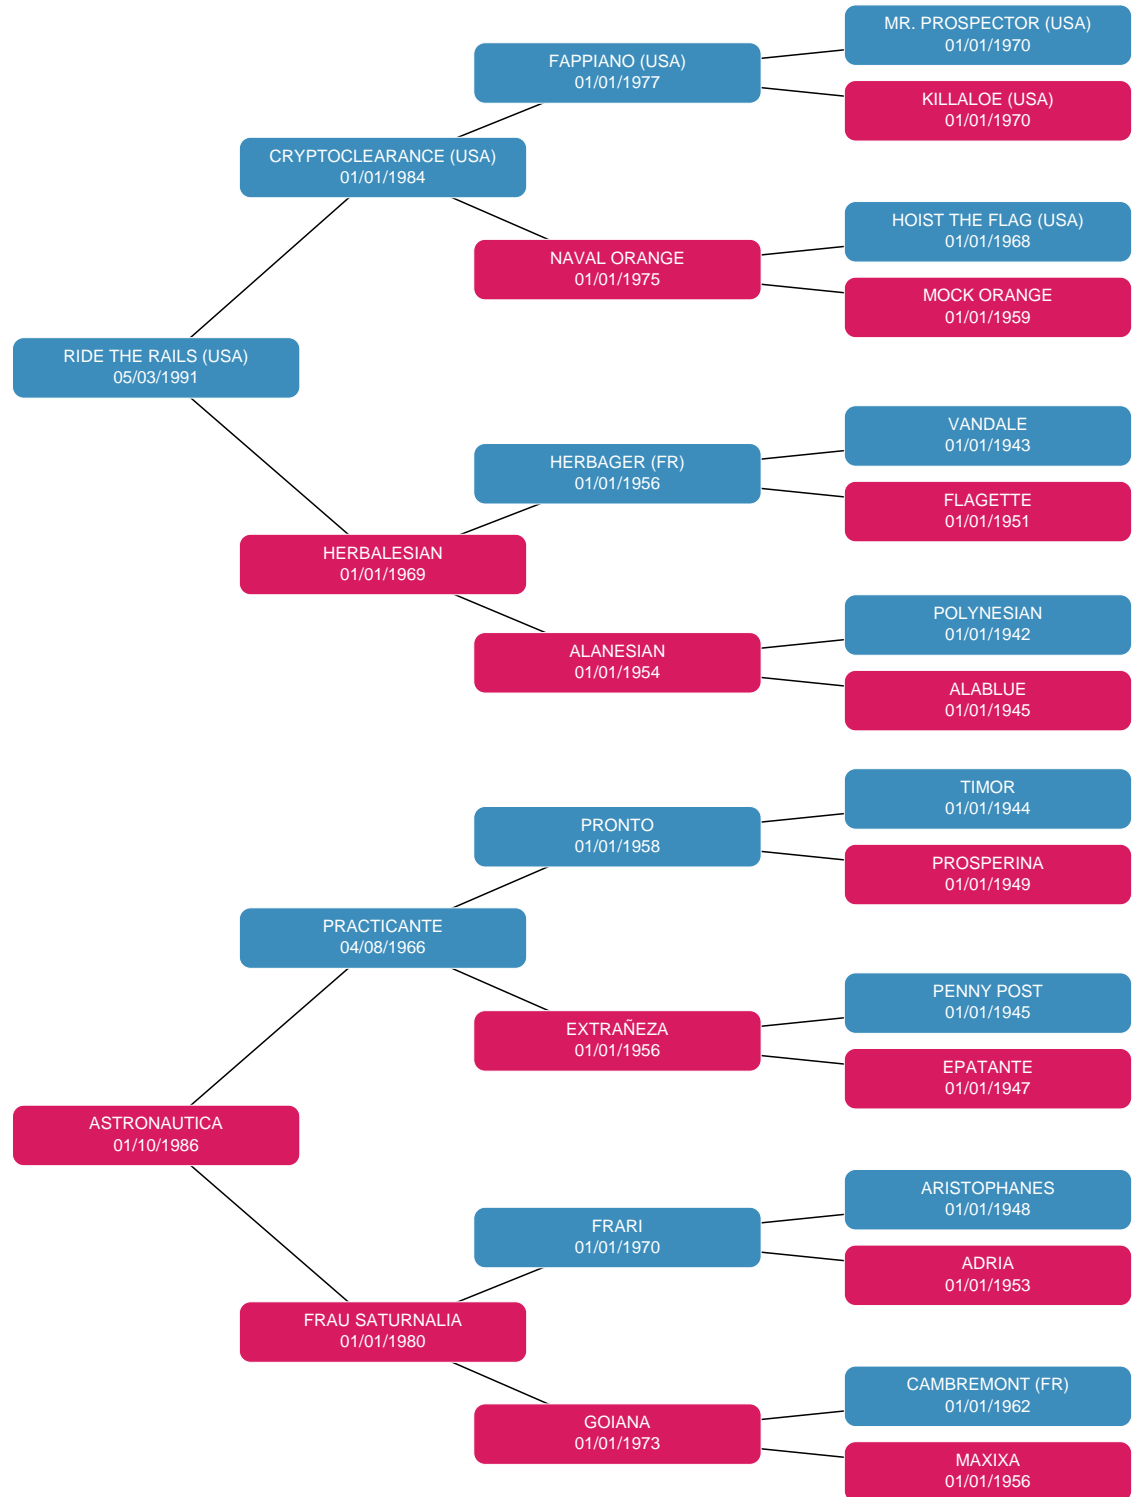 MR. PROSPECTOR (USA)
01/01/1970
FAPPIANO (USA)
01/01/1977
KILLALOE (USA)
01/01/1970
CRYPTOCLEARANCE (USA)
01/01/1984
HOIST THE FLAG (USA)
01/01/1968
NAVAL ORANGE
01/01/1975
MOCK ORANGE
01/01/1959
RIDE THE RAILS (USA)
05/03/1991
VANDALE
01/01/1943
HERBAGER (FR)
01/01/1956
FLAGETTE
01/01/1951
HERBALESIAN
01/01/1969
POLYNESIAN
01/01/1942
ALANESIAN
01/01/1954
ALABLUE
01/01/1945
TIMOR
01/01/1944
PRONTO
01/01/1958
PROSPERINA
01/01/1949
PRACTICANTE
04/08/1966
PENNY POST
01/01/1945
EXTRAÑEZA
01/01/1956
EPATANTE
01/01/1947
ASTRONAUTICA
01/10/1986
ARISTOPHANES
01/01/1948
FRARI
01/01/1970
ADRIA
01/01/1953
FRAU SATURNALIA
01/01/1980
CAMBREMONT (FR)
01/01/1962
GOIANA
01/01/1973
MAXIXA
01/01/1956